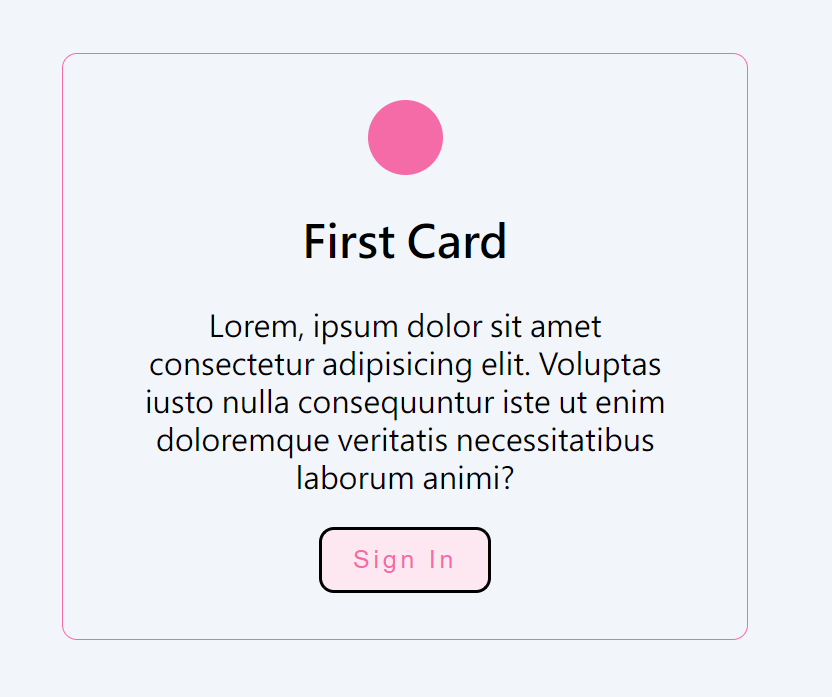 First Card
Lorem, ipsum dolor sit amet
consectetur adipisicing elit. Voluptas
iusto nulla consequuntur iste ut enim
doloremque veritatis necessitatibus
laborum animi?
Sign In